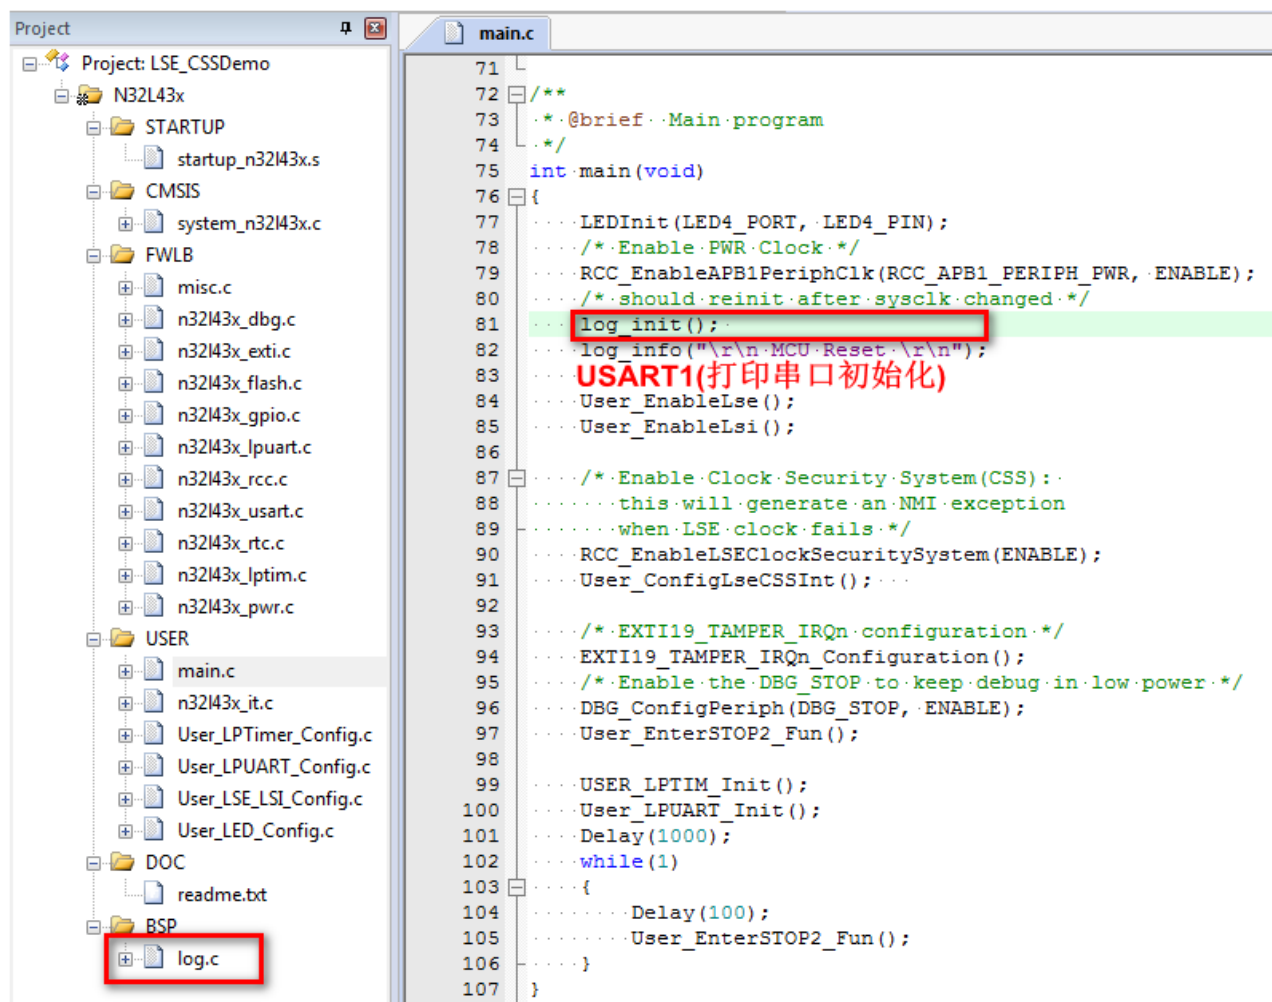 Project
Project: LSE_CSSDemo
N32L43x
STARTUP
startup_n32l43x.s
CMSIS
system_n32l43x.c
FWLB
misc.c
n32l43x_dbg.c
n32l43x_exti.c
n32l43x_flash.c
n32l43x_gpio.c
n32l43x_lpuart.c
n32l43x_rcc.c
n32l43x_usart.c
n32l43x_rtc.c
n32l43x_lptim.c
n32l43x_pwr.c
USER
main.c
n32l43x_it.c
User_LPTimer_Config.c
User_LPUART_Config.c
User_LSE_LSI_Config.c
User_LED_Config.c
DOC
readme.txt
BSP
log.c
main.c
71
72 /**
73 * @brief  Main program
74 */
75 int main(void)
76 {
77 LEDInit(LED4_PORT, LED4_PIN);
78 /* Enable PWR Clock */
79 RCC_EnableAPB1PeriphClk(RCC_APB1_PERIPH_PWR, ENABLE);
80 /* should reinit after sysclk changed */
81 log_init();
82 log_info("\r\n MCU Reset \r\n");
83 USART1(打印串口初始化)
84 User_EnableLse();
85 User_EnableLsi();
86
87 /* Enable Clock Security System(CSS):
88 this will generate an NMI exception
89 when LSE clock fails */
90 RCC_EnableLSEClockSecuritySystem(ENABLE);
91 User_ConfigLseCSSInt();
92
93 /* EXTI19_TAMPER_IRQn configuration */
94 EXTI19_TAMPER_IRQn_Configuration();
95 /* Enable the DBG_STOP to keep debug in low power */
96 DBG_ConfigPeriph(DBG_STOP, ENABLE);
97 User_EnterSTOP2_Fun();
98
99 USER_LPTIM_Init();
100 User_LPUART_Init();
101 Delay(1000);
102 while(1)
103 {
104 Delay(100);
105 User_EnterSTOP2_Fun();
106 }
107 }